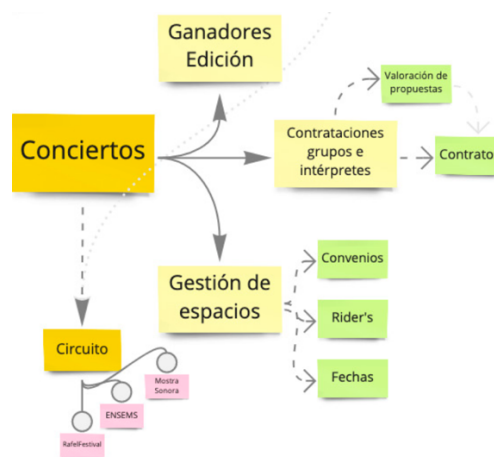 Ganadores
Edición
Valoración de
propuestas
Conciertos
Contrataciones
grupos e
intérpretes
Contrato
Gestión de
espacios
Convenios
Rider's
Fechas
Circuito
Mostra
Sonora
ENSEMS
RafelFestival